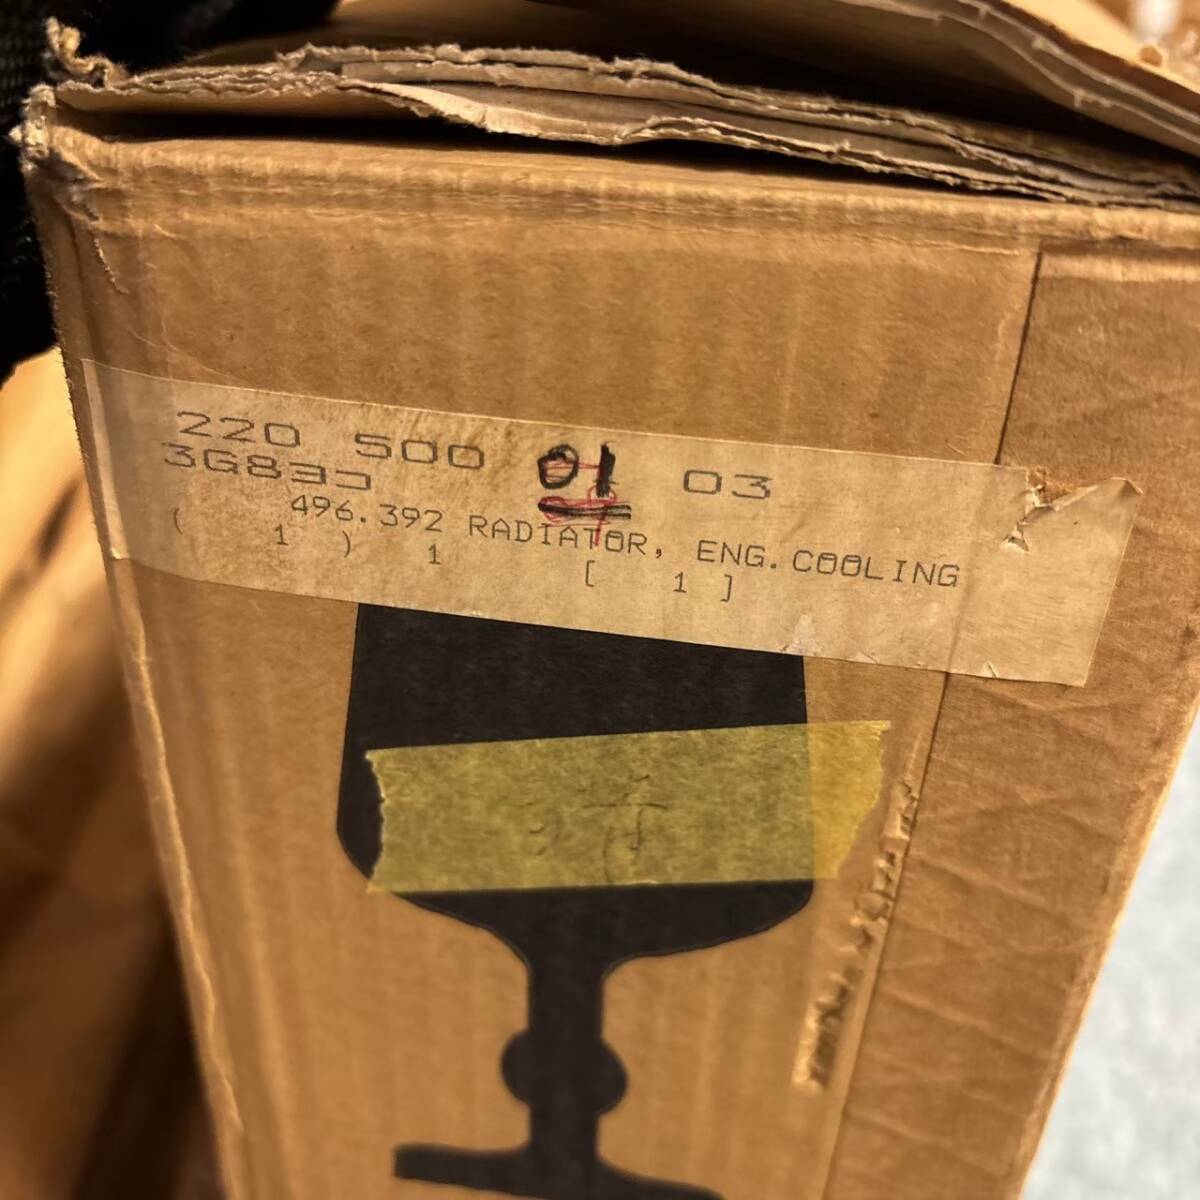 220 500 01 03
3G83コ
496.392 RADIATOR, ENG.COOLING
( 1 ) 1 [ 1 ]